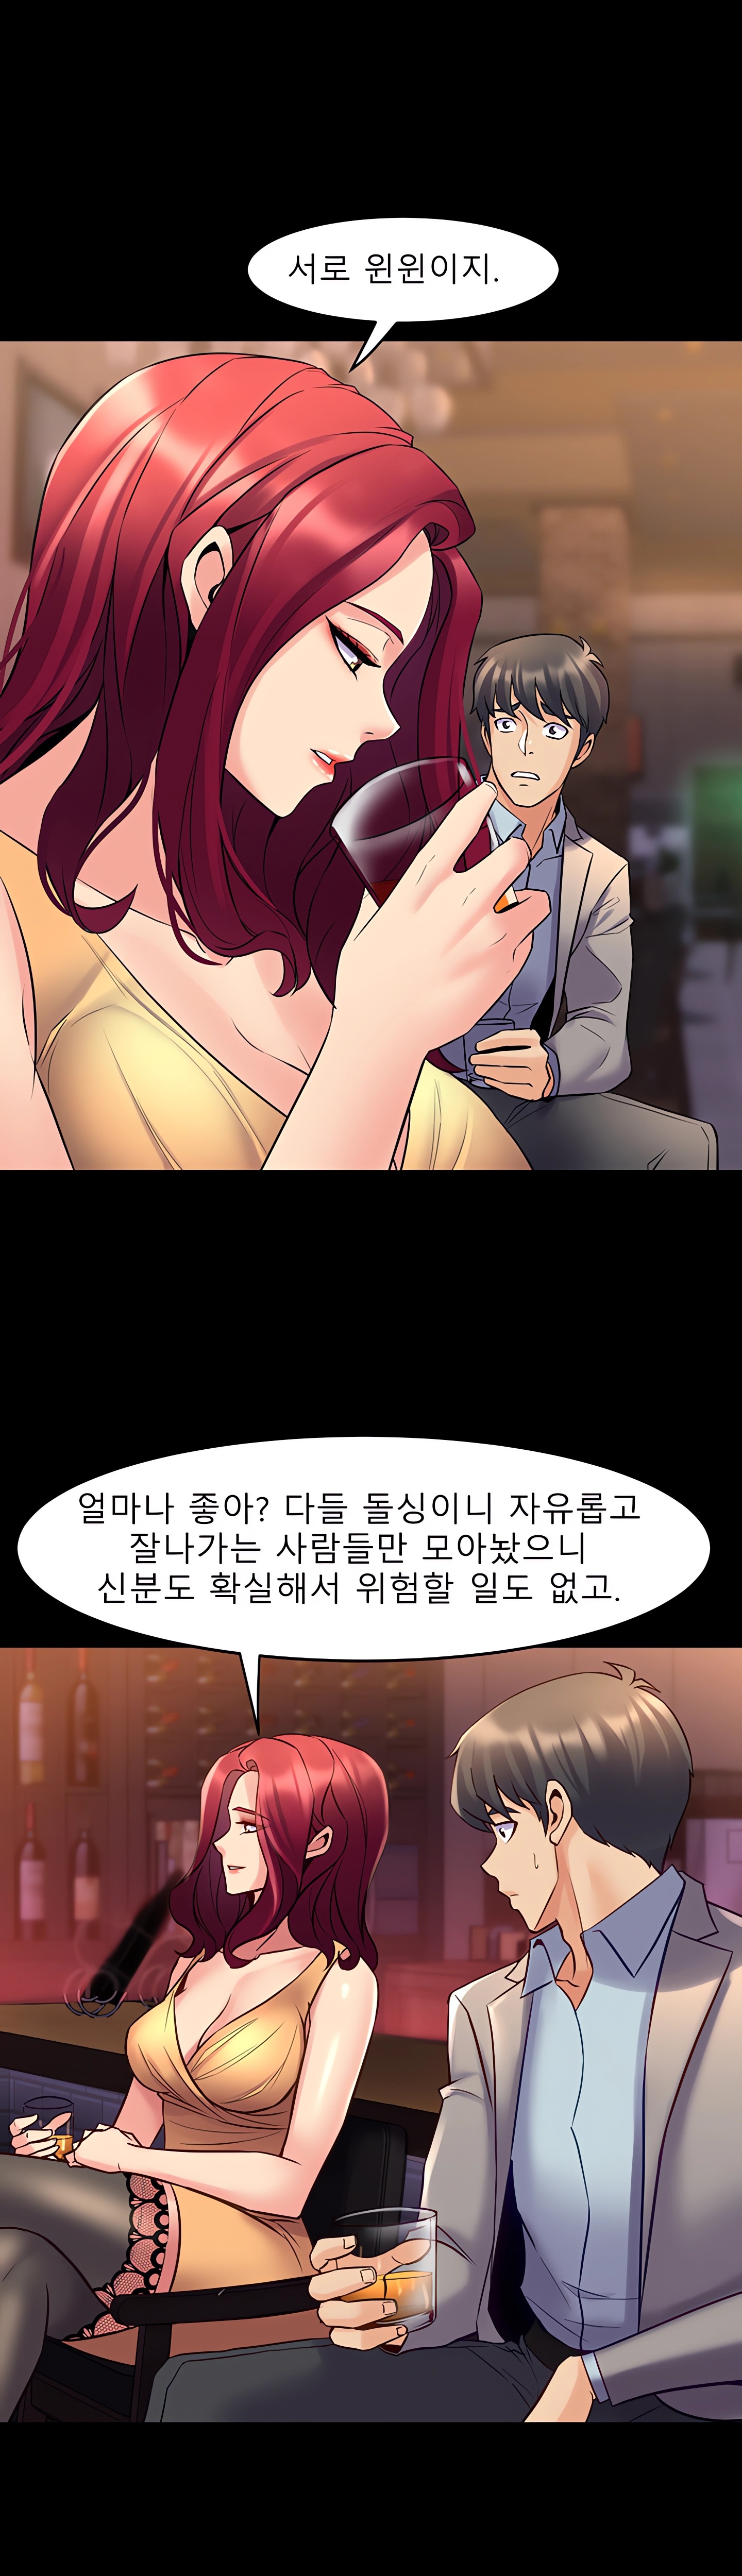 서로 윈윈이지.
얼마나 좋아? 다들 돌싱이니 자유롭고
잘나가는 사람들만 모아놨으니
신분도 확실해서 위험할 일도 없고.